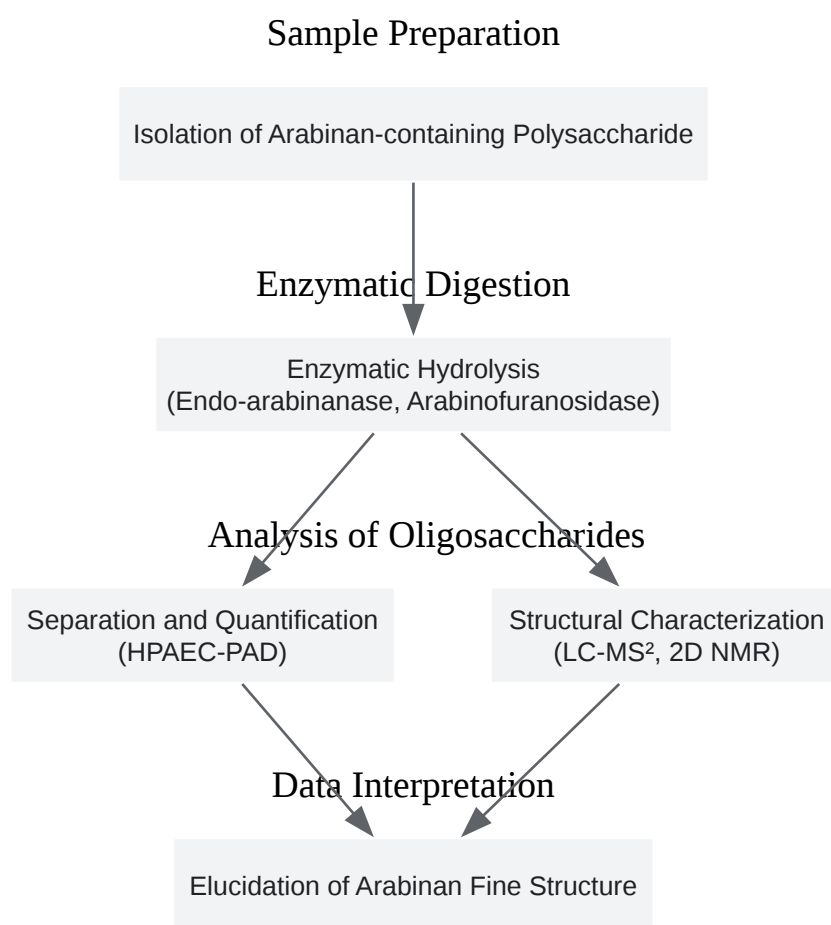 Sample Preparation
Isolation of Arabinan-containing Polysaccharide
Enzymatic Digestion
Enzymatic Hydrolysis
(Endo-arabinanase, Arabinofuranosidase)
Analysis of Oligosaccharides
Separation and Quantification
(HPAEC-PAD)
Structural Characterization
(LC-MS², 2D NMR)
Data Interpretation
Elucidation of Arabinan Fine Structure